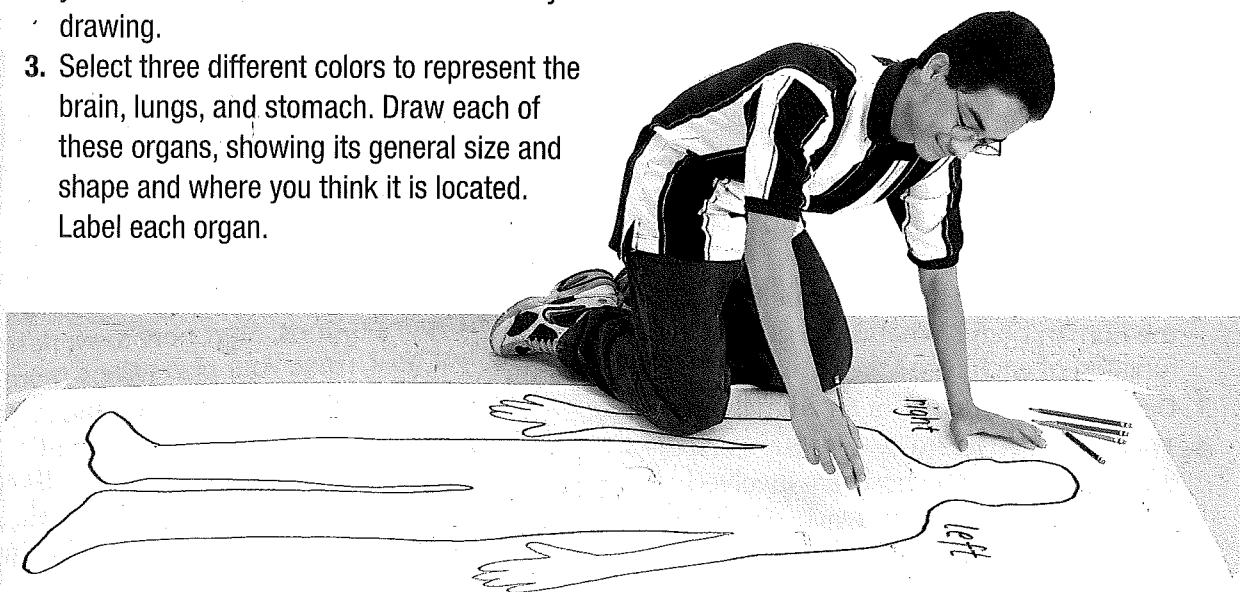 drawing.
3. Select three different colors to represent the
brain, lungs, and stomach. Draw each of
these organs, showing its general size and
shape and where you think it is located.
Label each organ.
right
left